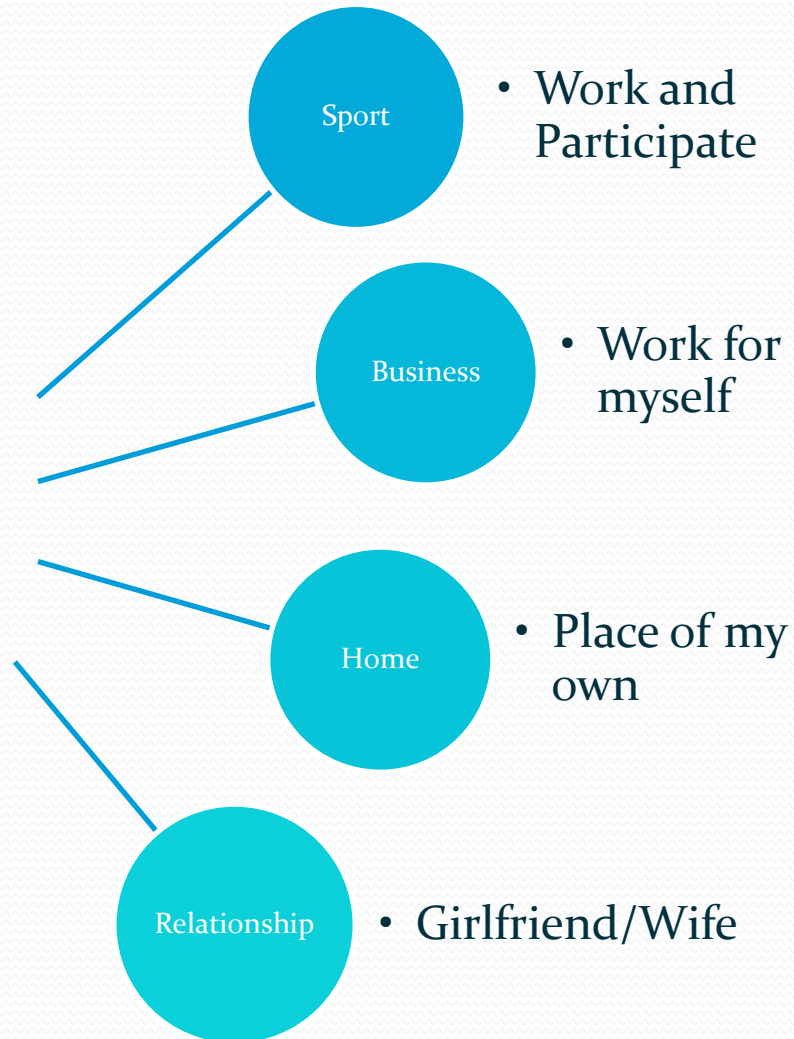 Sport
• Work and
Participate
Business
• Work for
myself
Home
• Place of my
own
Relationship
• Girlfriend/Wife